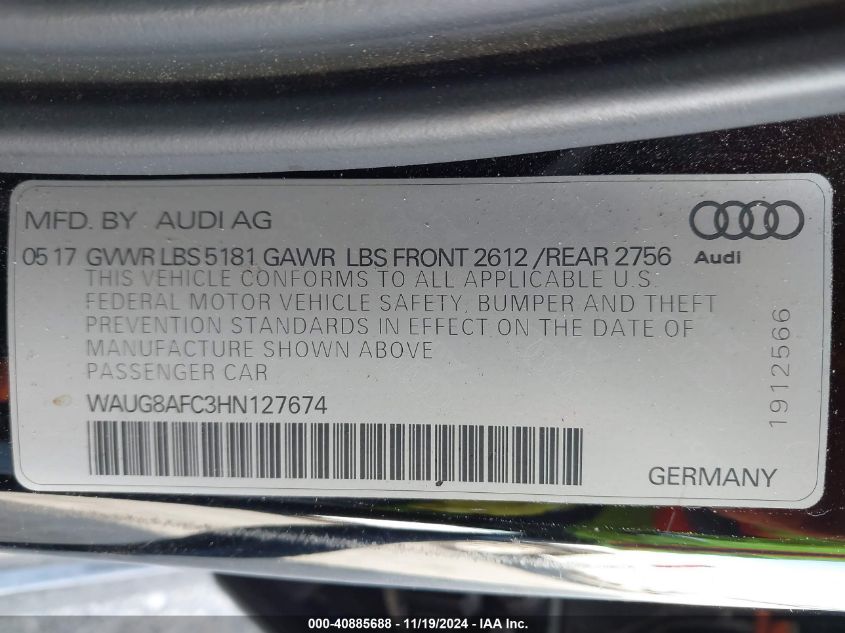 MFD. BY AUDI AG
05 17 GVWR LBS 5181 GAWR LBS FRONT 2612 /REAR 2756
Audi
THIS VEHICLE CONFORMS TO ALL APPLICABLE U.S.
FEDERAL MOTOR VEHICLE SAFETY, BUMPER AND THEFT
PREVENTION STANDARDS IN EFFECT ON THE DATE OF
MANUFACTURE SHOWN ABOVE
PASSENGER CAR
WAUG8AFC3HN127674
1912566
GERMANY
000-40885688 - 11/19/2024 - IAA Inc.